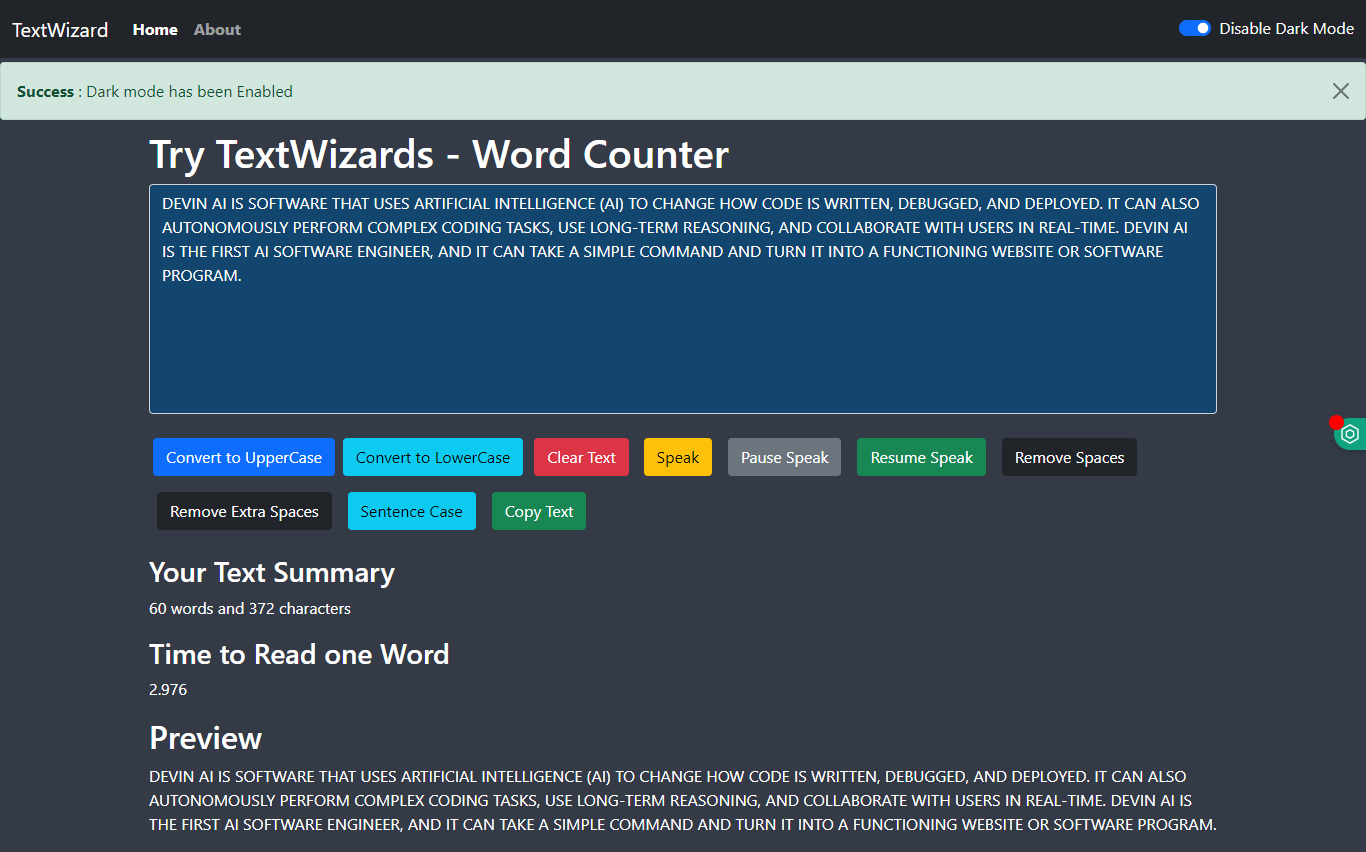 TextWizard Home About Disable Dark Mode
Success : Dark mode has been Enabled
Try TextWizards - Word Counter
DEVIN AI IS SOFTWARE THAT USES ARTIFICIAL INTELLIGENCE (AI) TO CHANGE HOW CODE IS WRITTEN, DEBUGGED, AND DEPLOYED. IT CAN ALSO
AUTONOMOUSLY PERFORM COMPLEX CODING TASKS, USE LONG-TERM REASONING, AND COLLABORATE WITH USERS IN REAL-TIME. DEVIN AI
IS THE FIRST AI SOFTWARE ENGINEER, AND IT CAN TAKE A SIMPLE COMMAND AND TURN IT INTO A FUNCTIONING WEBSITE OR SOFTWARE
PROGRAM.
Convert to UpperCase Convert to LowerCase Clear Text Speak Pause Speak Resume Speak Remove Spaces
Remove Extra Spaces Sentence Case Copy Text
Your Text Summary
60 words and 372 characters
Time to Read one Word
2.976
Preview
DEVIN AI IS SOFTWARE THAT USES ARTIFICIAL INTELLIGENCE (AI) TO CHANGE HOW CODE IS WRITTEN, DEBUGGED, AND DEPLOYED. IT CAN ALSO
AUTONOMOUSLY PERFORM COMPLEX CODING TASKS, USE LONG-TERM REASONING, AND COLLABORATE WITH USERS IN REAL-TIME. DEVIN AI IS
THE FIRST AI SOFTWARE ENGINEER, AND IT CAN TAKE A SIMPLE COMMAND AND TURN IT INTO A FUNCTIONING WEBSITE OR SOFTWARE PROGRAM.